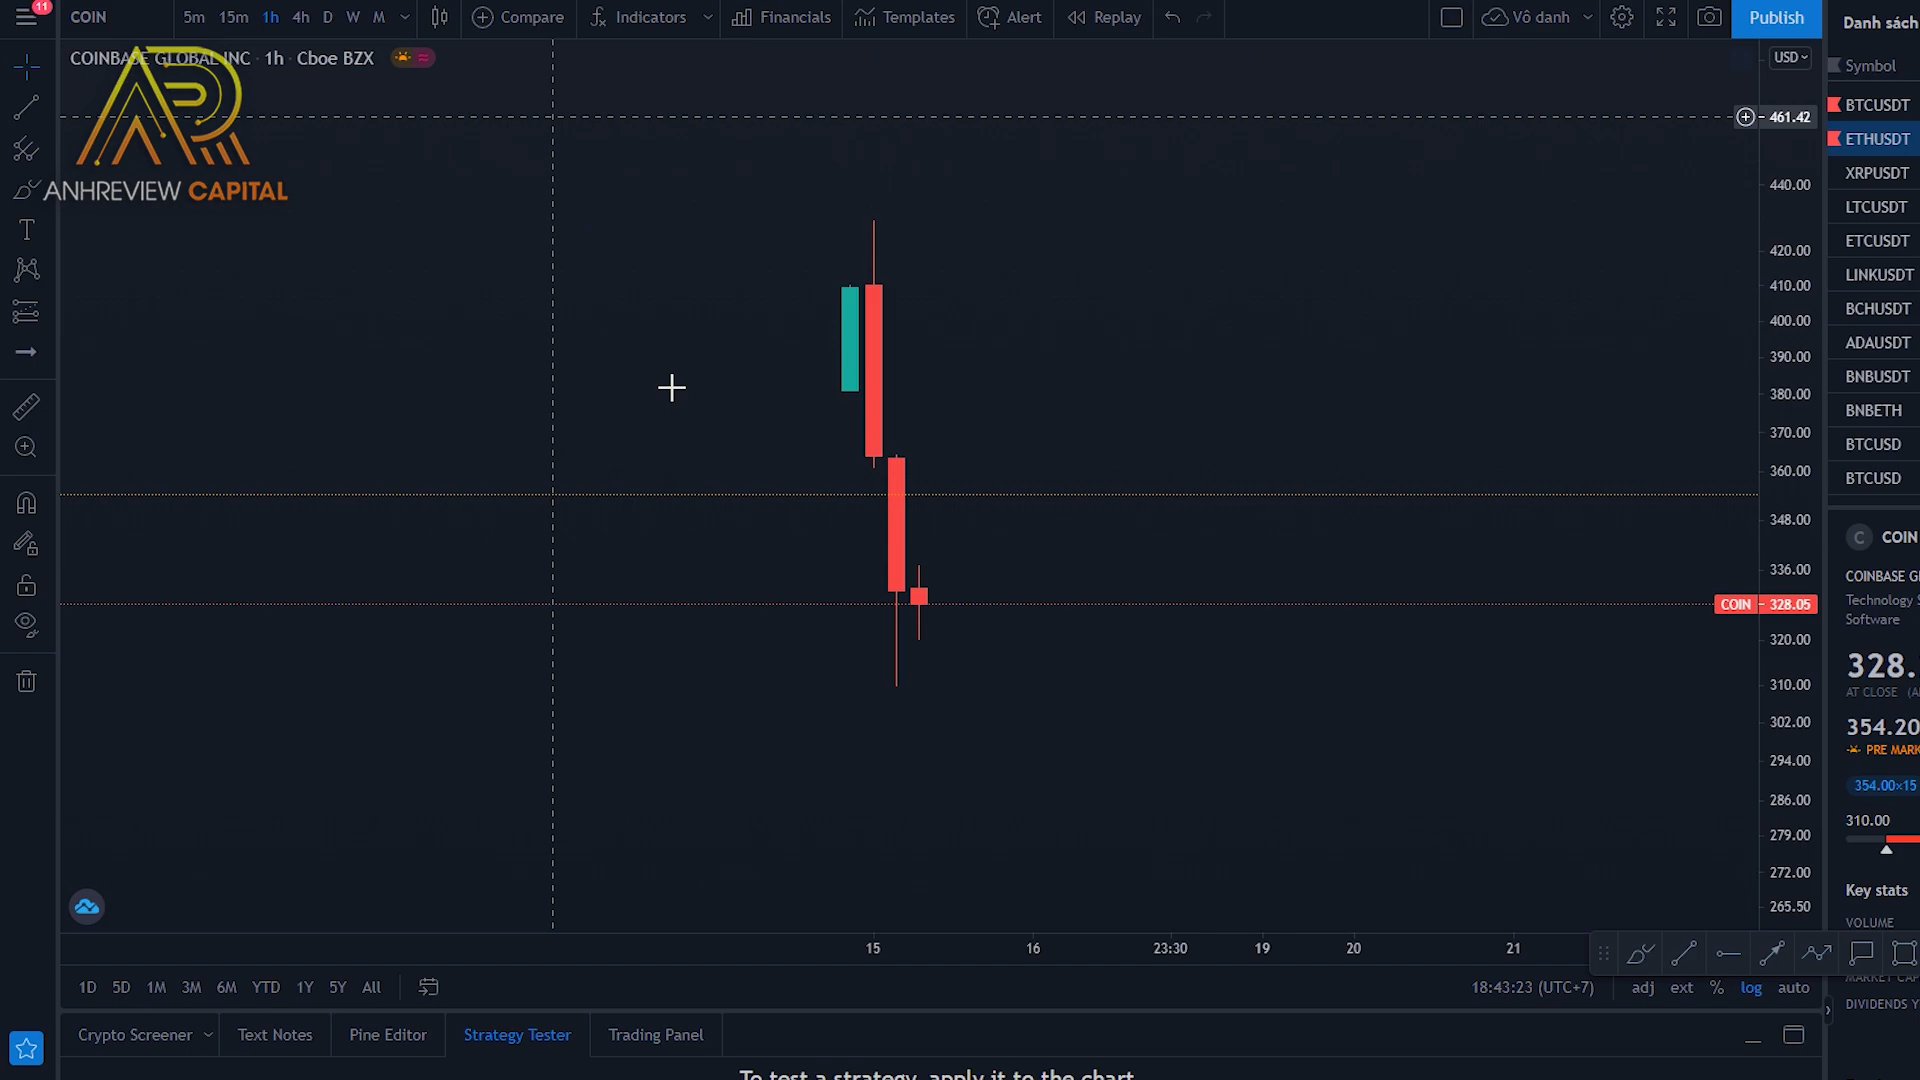 11
COIN
5m 15m 1h 4h D W M
Compare
Indicators
Financials
Templates
Alert
Replay
Vô danh
Publish
Danh sách
COINBASE GLOBAL INC · 1h · Cboe BZX
USD
Symbol
ANHREVIEW CAPITAL
461.42
440.00
420.00
410.00
400.00
390.00
380.00
370.00
360.00
348.00
336.00
COIN 328.05
320.00
310.00
302.00
294.00
286.00
279.00
272.00
265.50
BTCUSDT
ETHUSDT
XRPUSDT
LTCUSDT
ETCUSDT
LINKUSDT
BCHUSDT
ADAUSDT
BNBUSDT
BNBETH
BTCUSD
BTCUSD
C COIN
COINBASE GL
Technology S
Software
328.
AT CLOSE
354.20
PRE MARK
354.00×15
310.00
Key stats
VOLUME
DIVIDENDS Y
15 16 23:30 19 20 21
1D 5D 1M 3M 6M YTD 1Y 5Y All
18:43:23 (UTC+7)
adj ext % log auto
Crypto Screener
Text Notes
Pine Editor
Strategy Tester
Trading Panel
To test a strategy, apply it to the chart